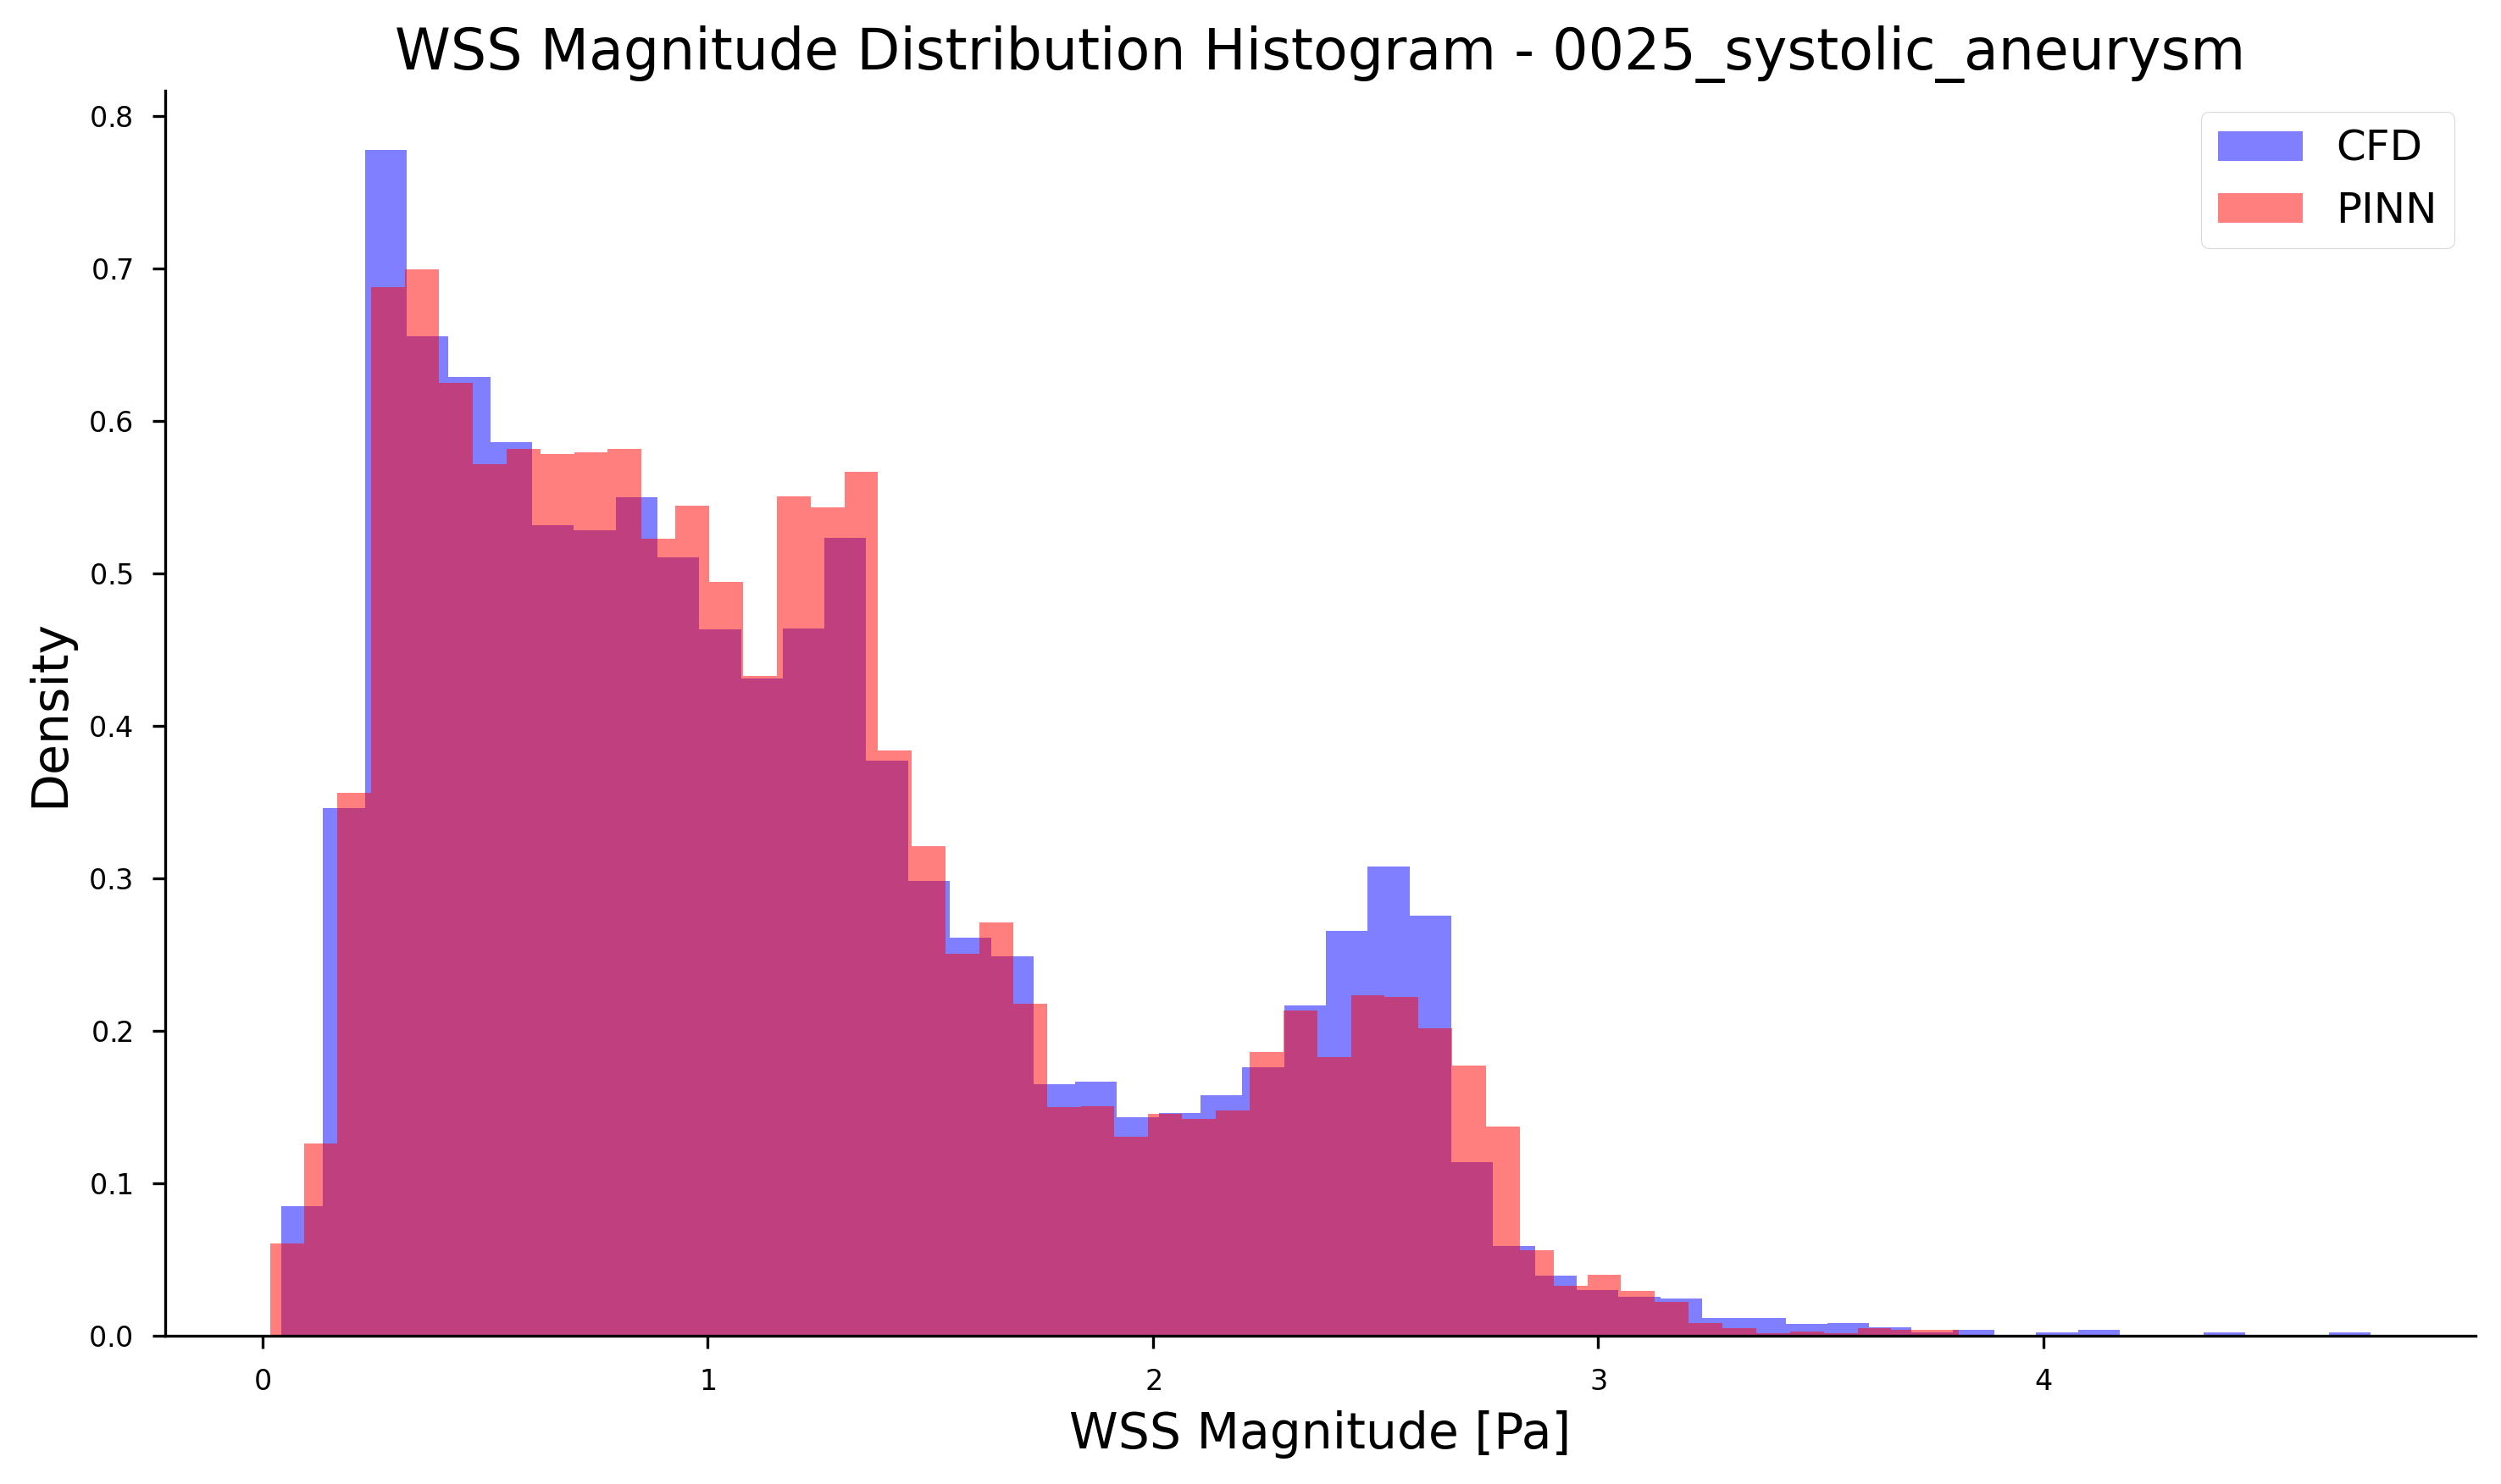 WSS Magnitude Distribution Histogram - 0025_systolic_aneurysm
CFD
PINN
Density
0.8
0.7
0.6
0.5
0.4
0.3
0.2
0.1
0.0
0 1 2 3 4
WSS Magnitude [Pa]